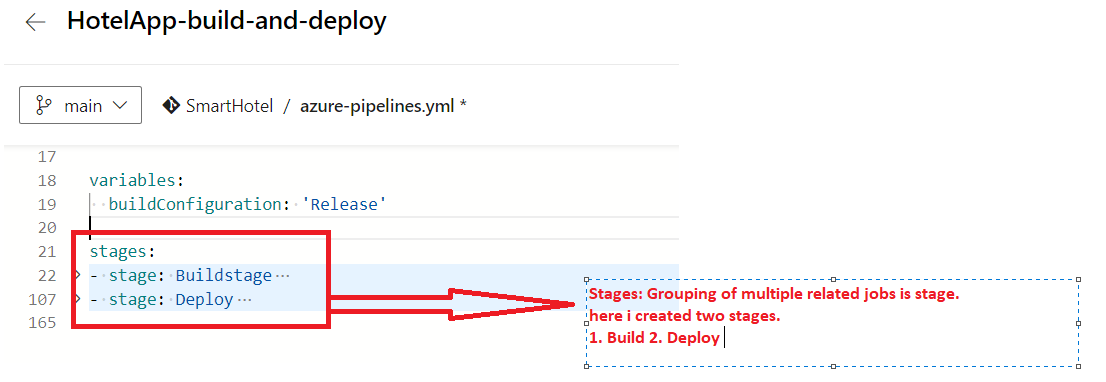 HotelApp-build-and-deploy
main SmartHotel / azure-pipelines.yml *
17
18 variables:
19 buildConfiguration: 'Release'
20
21 stages:
22 - stage: Buildstage ...
107 - stage: Deploy ...
165
Stages: Grouping of multiple related jobs is stage.
here i created two stages.
1. Build 2. Deploy